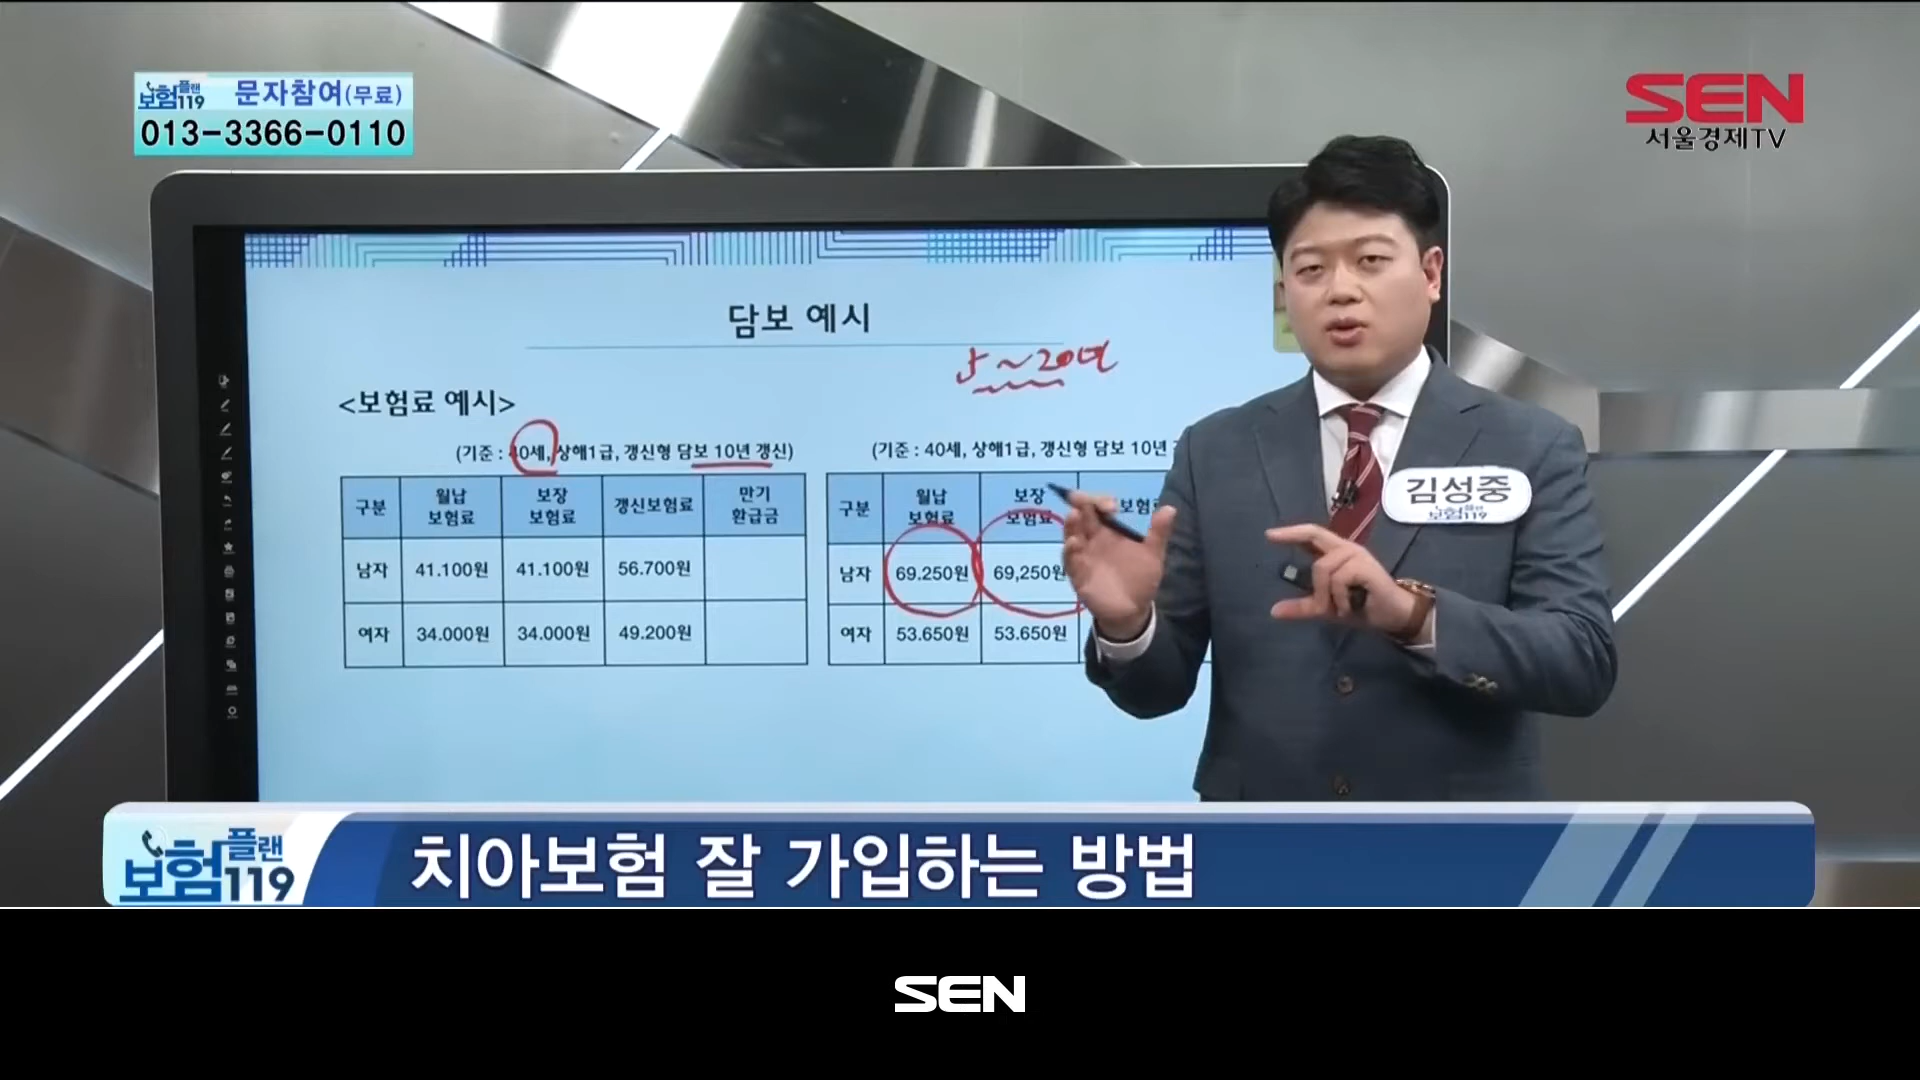 보험플랜119 문자참여(무료)
013-3366-0110
SEN
서울경제TV
담보 예시
~20년
<보험료 예시>
(기준 : 40세, 상해1급, 갱신형 담보 10년 갱신)
구분 월납 보험료 보장 보험료 갱신보험료 만기 환급금
남자 41.100원 41.100원 56.700원
여자 34.000원 34.000원 49.200원
(기준 : 40세, 상해1급, 갱신형 담보 10년
구분 월납 보험료 보장 보험료 보험료
남자 69.250원 69,250원
여자 53.650원 53.650원
김성중
보험플랜119
보험플랜119
치아보험 잘 가입하는 방법
SEN